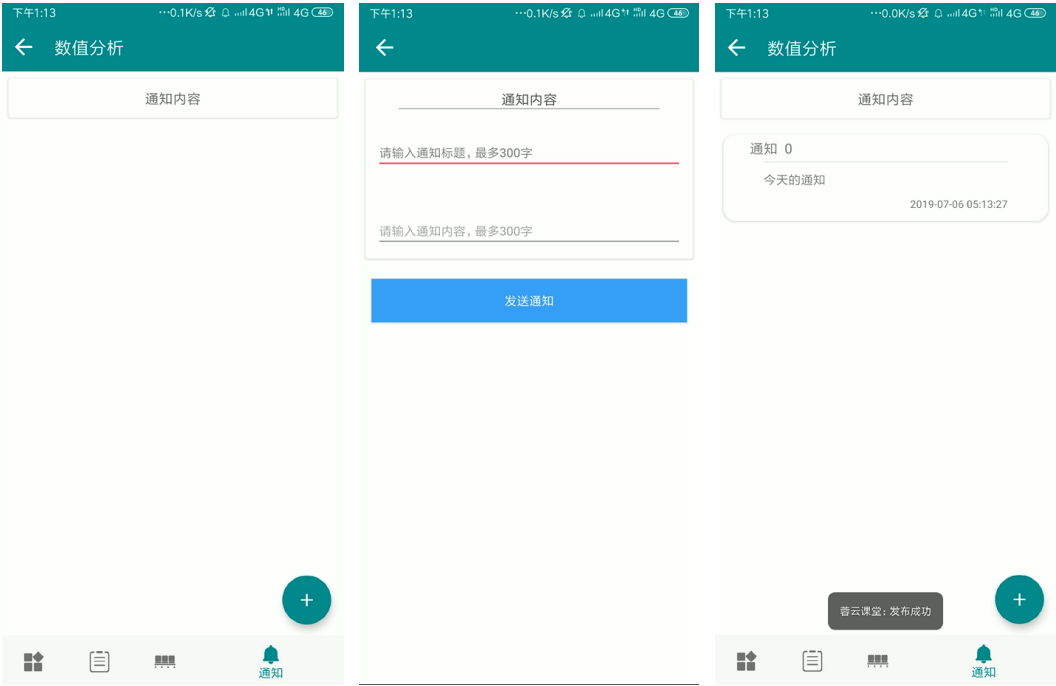 下午1:13
0.1K/s
4G
4G
46
数值分析
通知内容
通知
下午1:13
0.1K/s
4G
4G
46
通知内容
请输入通知标题，最多300字
请输入通知内容，最多300字
发送通知
下午1:13
0.0K/s
4G
4G
46
数值分析
通知内容
通知 0
今天的通知
2019-07-06 05:13:27
蓉云课堂：发布成功
通知